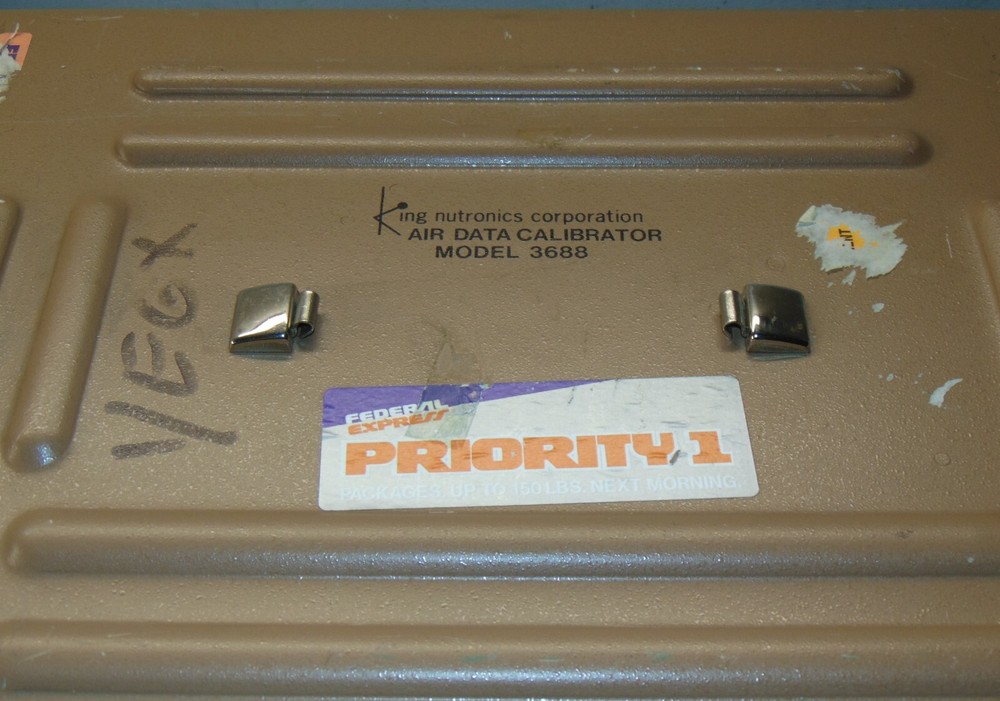 King nutronics corporation
AIR DATA CALIBRATOR
MODEL 3688
FEDERAL
EXPRESS
PRIORITY 1
PACKAGES UP TO 150 LBS. NEXT MORNING.